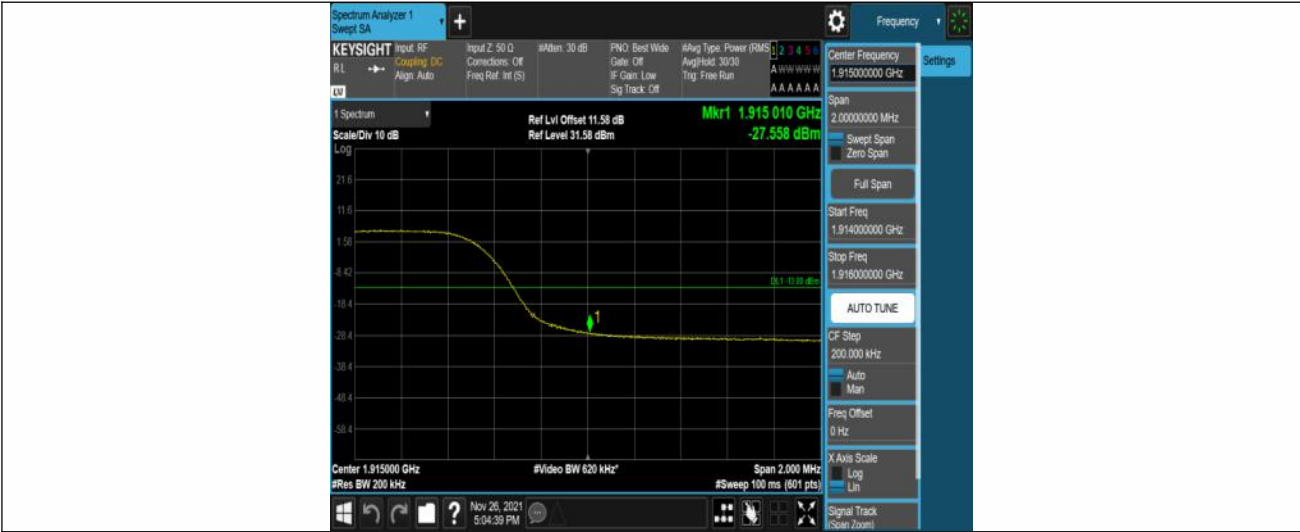 Spectrum Analyzer 1
Swept SA
+
Frequency
KEYSIGHT
RL
Input: RF
Coupling: DC
Align: Auto
Input Z: 50 Ω
Corrections: Off
Freq Ref: Int (S)
#Atten: 30 dB
PNO: Best Wide
Gate: Off
IF Gain: Low
Sig Track: Off
#Avg Type: Power (RMS
Avg|Hold: 30/30
Trig: Free Run
1 2 3 4 5 6
A W W W W W
A A A A A A
1 Spectrum
Scale/Div 10 dB
Ref Lvl Offset 11.58 dB
Ref Level 31.58 dBm
Mkr1 1.915 010 GHz
-27.558 dBm
Log
21.6
11.6
1.58
-8.42
-18.4
-28.4
-38.4
-48.4
-58.4
DL1 -13.00 dBm
1
Center 1.915000 GHz
#Res BW 200 kHz
#Video BW 620 kHz*
Span 2.000 MHz
#Sweep 100 ms (601 pts)
?
Nov 26, 2021
5:04:39 PM
Center Frequency
1.915000000 GHz
Settings
Span
2.00000000 MHz
Swept Span
Zero Span
Full Span
Start Freq
1.914000000 GHz
Stop Freq
1.916000000 GHz
AUTO TUNE
CF Step
200.000 kHz
Auto
Man
Freq Offset
0 Hz
X Axis Scale
Log
Lin
Signal Track
(Span Zoom)